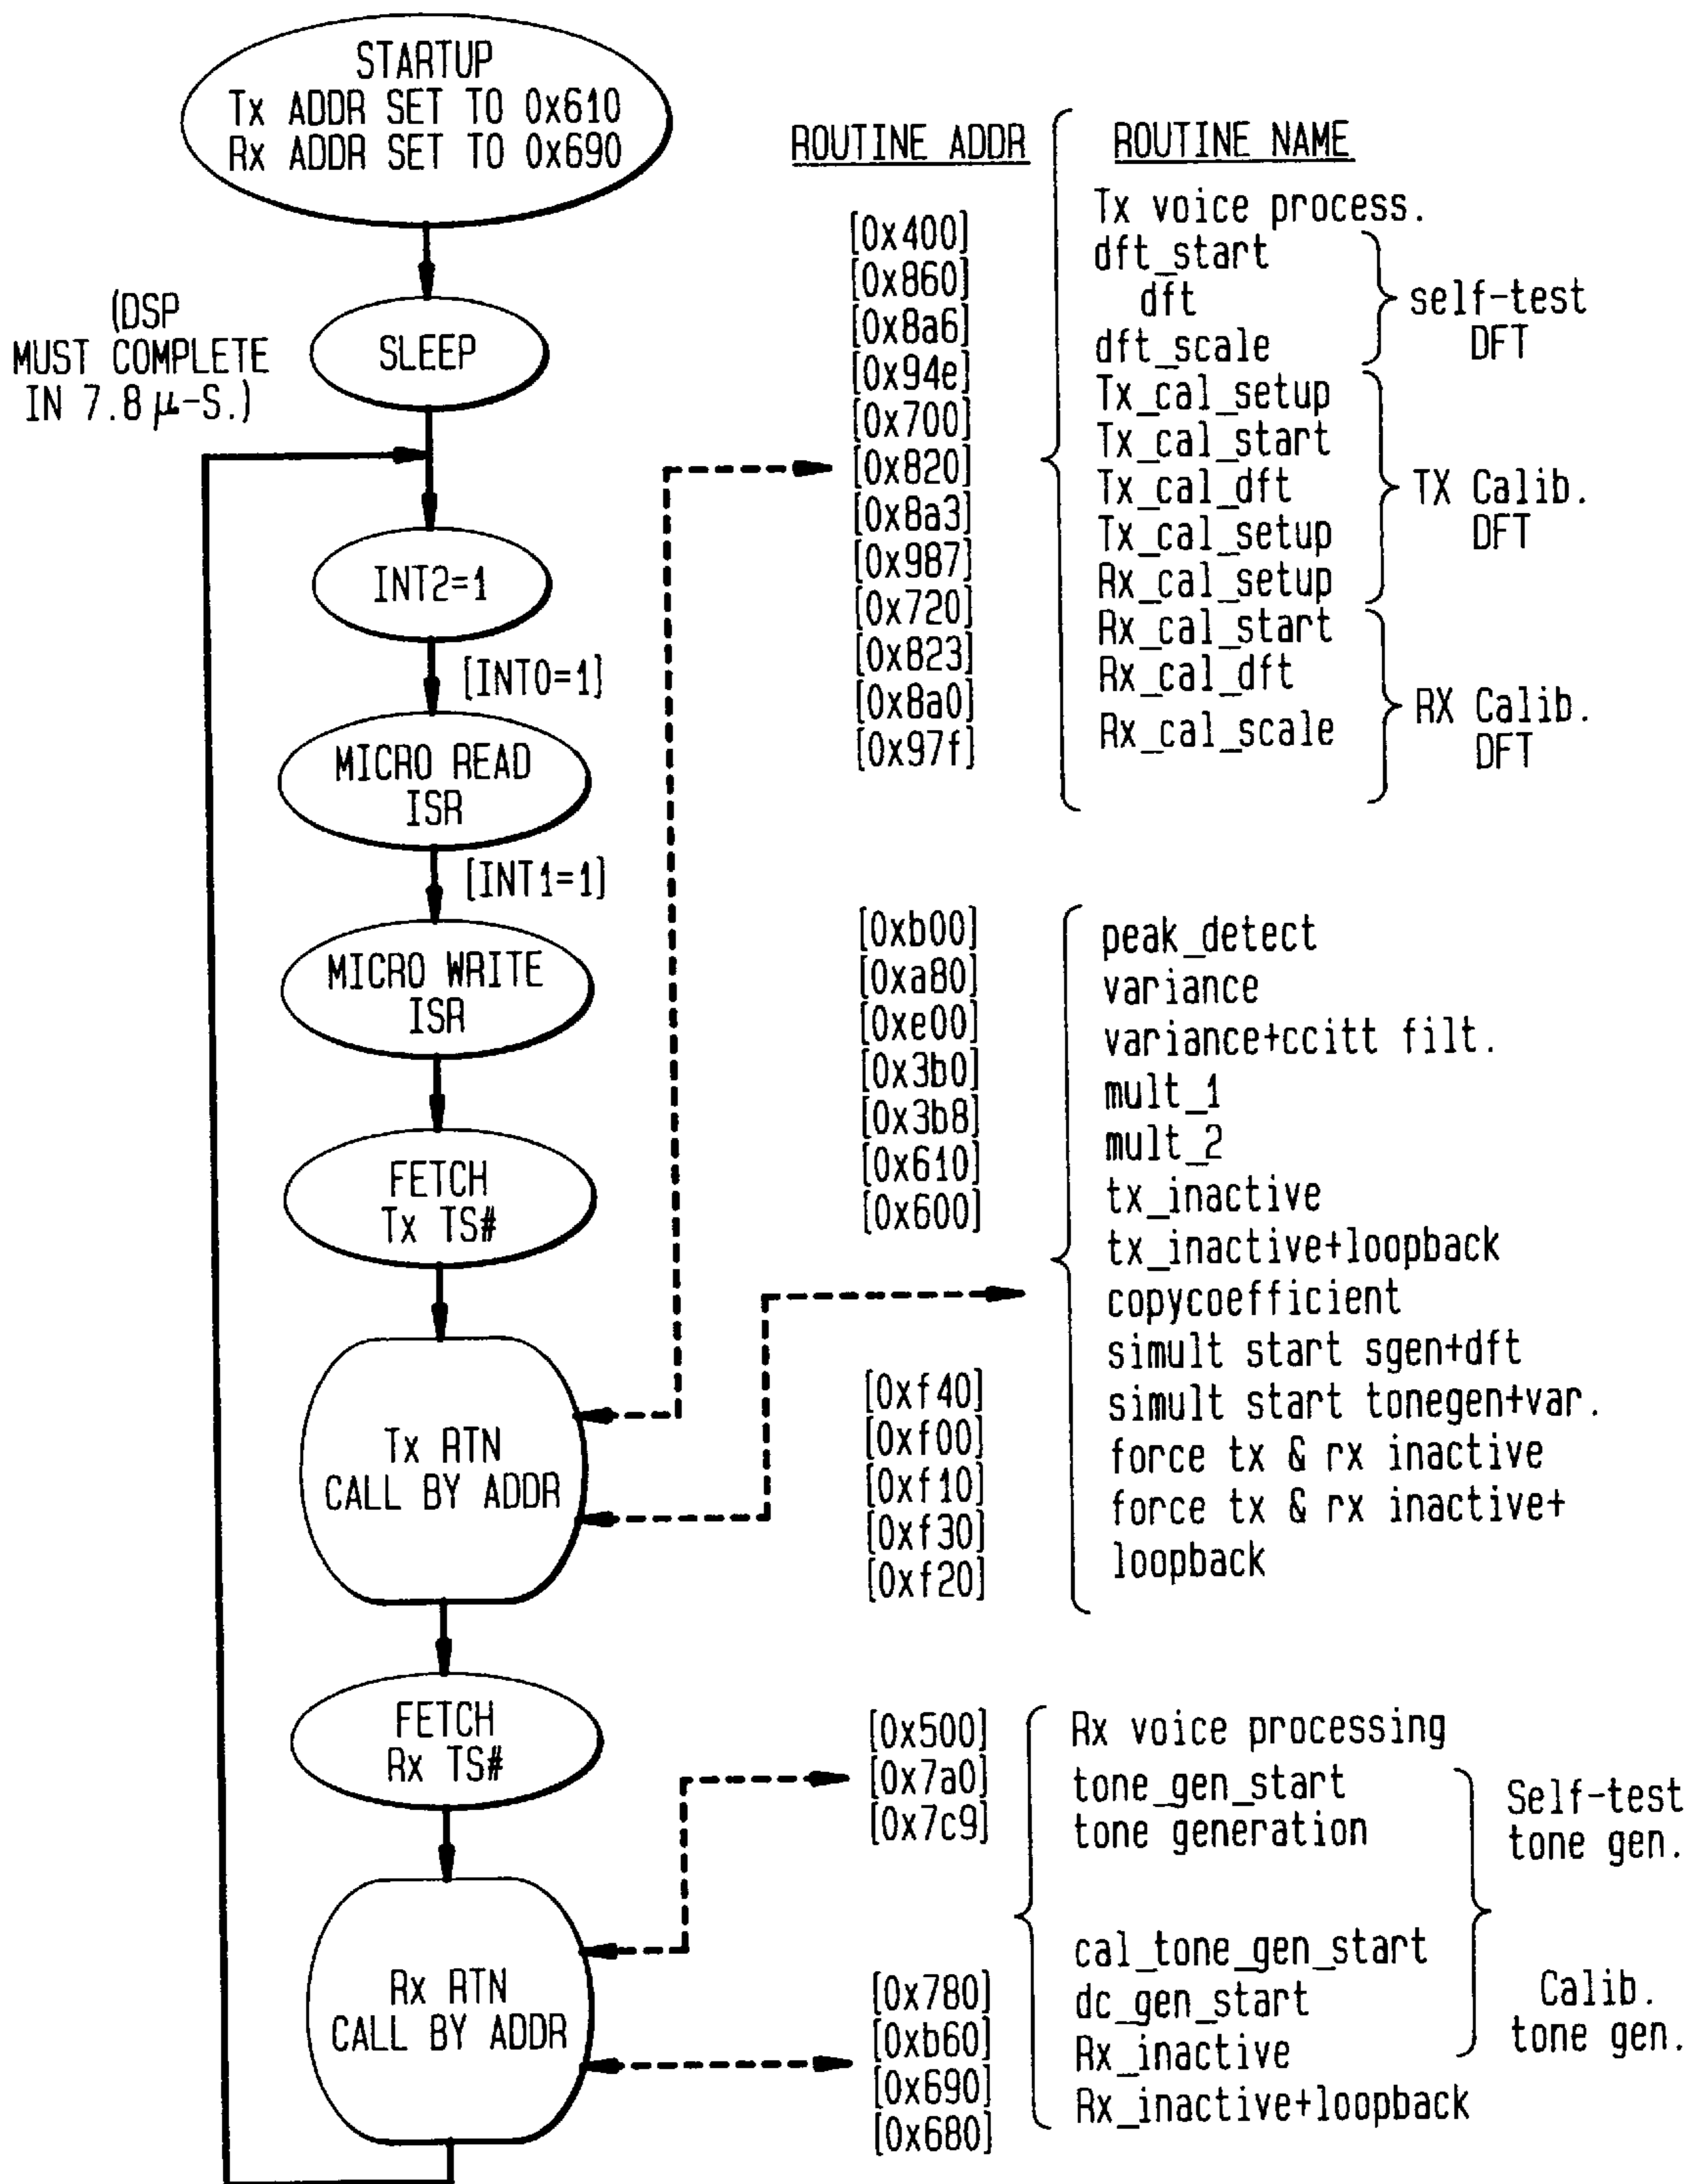 STARTUP
Tx ADDR SET TO 0x610
Rx ADDR SET TO 0x690
(DSP
MUST COMPLETE
IN 7.8 μ-S.)
SLEEP
INT2=1
[INT0=1]
MICRO READ
ISR
[INT1=1]
MICRO WRITE
ISR
FETCH
Tx TS#
Tx RTN
CALL BY ADDR
FETCH
Rx TS#
Rx RTN
CALL BY ADDR
ROUTINE ADDR
[0x400]
[0x860]
[0x8a6]
[0x94e]
[0x700]
[0x820]
[0x8a3]
[0x987]
[0x720]
[0x823]
[0x8a0]
[0x97f]
ROUTINE NAME
Tx voice process.
dft_start
dft
dft_scale
Tx_cal_setup
Tx_cal_start
Tx_cal_dft
Tx_cal_setup
Rx_cal_setup
Rx_cal_start
Rx_cal_dft
Rx_cal_scale
self-test
DFT
TX Calib.
DFT
RX Calib.
DFT
[0xb00]
[0xa80]
[0xe00]
[0x3b0]
[0x3b8]
[0x610]
[0x600]
[0xf40]
[0xf00]
[0xf10]
[0xf30]
[0xf20]
peak_detect
variance
variance+ccitt filt.
mult_1
mult_2
tx_inactive
tx_inactive+loopback
copycoefficient
simult start sgen+dft
simult start tonegen+var.
force tx & rx inactive
force tx & rx inactive+
loopback
[0x500]
[0x7a0]
[0x7c9]
[0x780]
[0xb60]
[0x690]
[0x680]
Rx voice processing
tone_gen_start
tone generation
cal_tone_gen_start
dc_gen_start
Rx_inactive
Rx_inactive+loopback
Self-test
tone gen.
Calib.
tone gen.